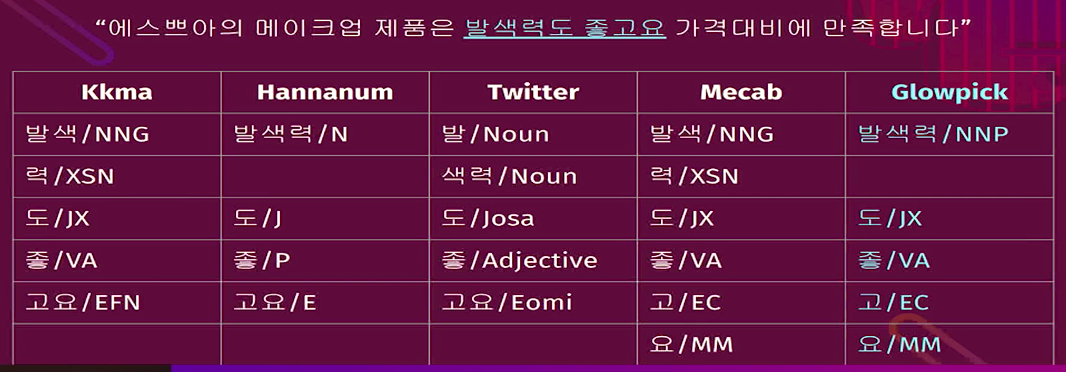 “에스쁘아의 메이크업 제품은 발색력도 좋고요 가격대비에 만족합니다”
Kkma Hannanum Twitter Mecab Glowpick
발색/NNG 발색력/N 발/Noun 발색/NNG 발색력/NNP
력/XSN 색력/Noun 력/XSN
도/JX 도/J 도/Josa 도/JX 도/JX
좋/VA 좋/P 좋/Adjective 좋/VA 좋/VA
고요/EFN 고요/E 고요/Eomi 고/EC 고/EC
요/MM 요/MM